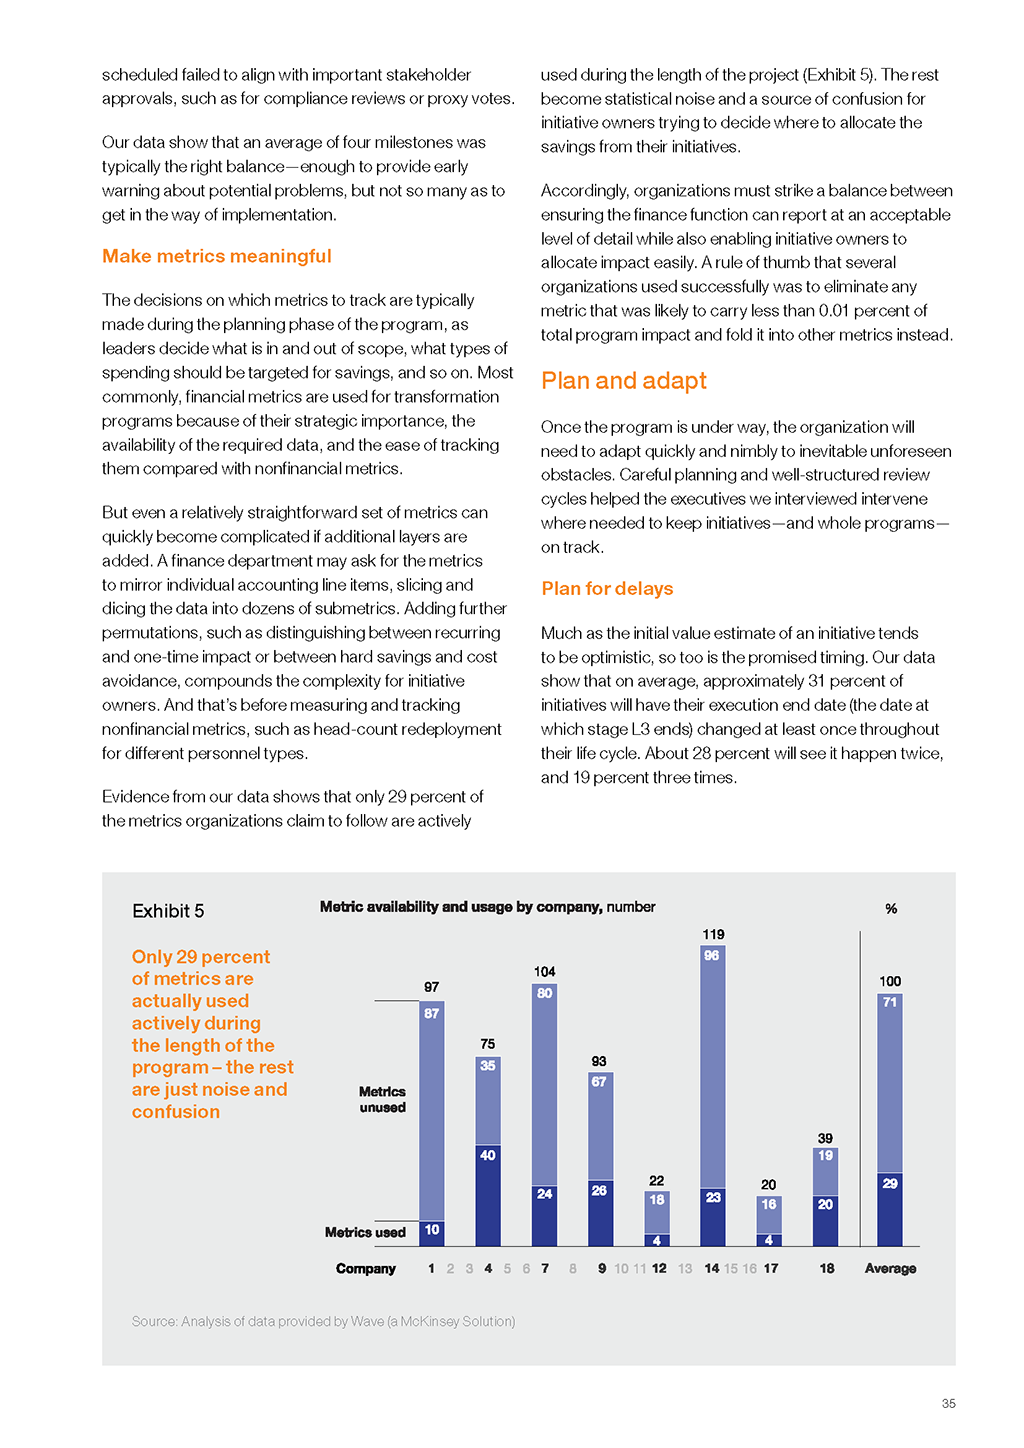 scheduled failed to align with important stakeholder
approvals, such as for compliance reviews or proxy votes.
Our data show that an average of four milestones was
typically the right balance—enough to provide early
warning about potential problems, but not so many as to
get in the way of implementation.
Make metrics meaningful
The decisions on which metrics to track are typically
made during the planning phase of the program, as
leaders decide what is in and out of scope, what types of
spending should be targeted for savings, and so on. Most
commonly, financial metrics are used for transformation
programs because of their strategic importance, the
availability of the required data, and the ease of tracking
them compared with nonfinancial metrics.
But even a relatively straightforward set of metrics can
quickly become complicated if additional layers are
added. A finance department may ask for the metrics
to mirror individual accounting line items, slicing and
dicing the data into dozens of submetrics. Adding further
permutations, such as distinguishing between recurring
and one-time impact or between hard savings and cost
avoidance, compounds the complexity for initiative
owners. And that’s before measuring and tracking
nonfinancial metrics, such as head-count redeployment
for different personnel types.
Evidence from our data shows that only 29 percent of
the metrics organizations claim to follow are actively
used during the length of the project (Exhibit 5). The rest
become statistical noise and a source of confusion for
initiative owners trying to decide where to allocate the
savings from their initiatives.
Accordingly, organizations must strike a balance between
ensuring the finance function can report at an acceptable
level of detail while also enabling initiative owners to
allocate impact easily. A rule of thumb that several
organizations used successfully was to eliminate any
metric that was likely to carry less than 0.01 percent of
total program impact and fold it into other metrics instead.
Plan and adapt
Once the program is under way, the organization will
need to adapt quickly and nimbly to inevitable unforeseen
obstacles. Careful planning and well-structured review
cycles helped the executives we interviewed intervene
where needed to keep initiatives—and whole programs—
on track.
Plan for delays
Much as the initial value estimate of an initiative tends
to be optimistic, so too is the promised timing. Our data
show that on average, approximately 31 percent of
initiatives will have their execution end date (the date at
which stage L3 ends) changed at least once throughout
their life cycle. About 28 percent will see it happen twice,
and 19 percent three times.
Exhibit 5
Only 29 percent
of metrics are
actually used
actively during
the length of the
program – the rest
are just noise and
confusion
Metric availability and usage by company, number
%
97 75 104 93 22 119 20 39 100
Metrics
unused
87 35 80 67 18 96 16 19 71
Metrics used
10 40 24 26 4 23 4 20 29
Company 1 2 3 4 5 6 7 8 9 10 11 12 13 14 15 16 17 18 Average
Source: Analysis of data provided by Wave (a McKinsey Solution)
35